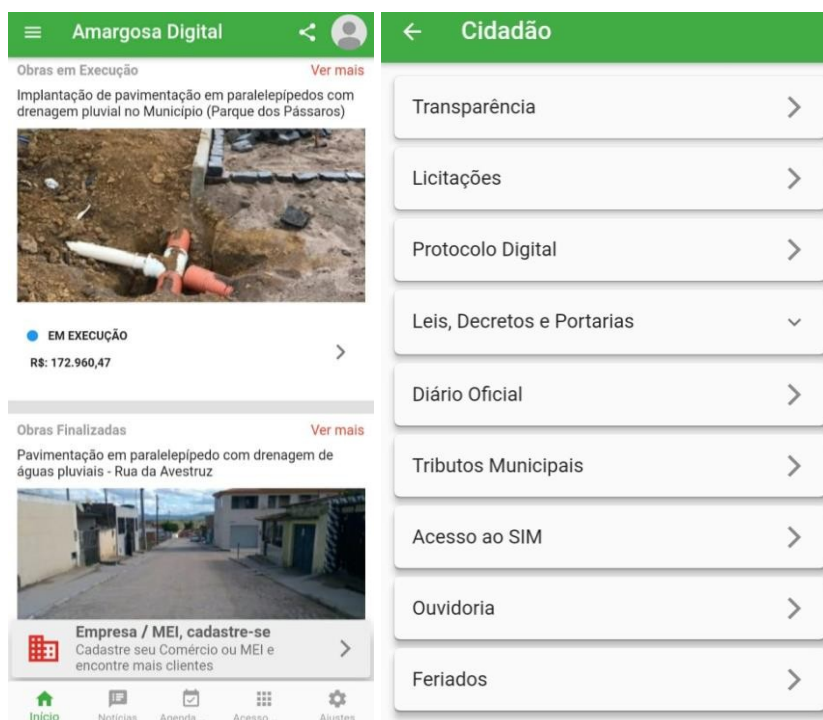 Amargosa Digital
Obras em Execução Ver mais
Implantação de pavimentação em paralelepípedos com
drenagem pluvial no Município (Parque dos Pássaros)
EM EXECUÇÃO
R$: 172.960,47
Obras Finalizadas Ver mais
Pavimentação em paralelepípedo com drenagem de
águas pluviais - Rua da Avestruz
Empresa / MEI, cadastre-se
Cadastre seu Comércio ou MEI e
encontre mais clientes
Início Notícias Agenda ... Acesso Ajustes
Cidadão
Transparência
Licitações
Protocolo Digital
Leis, Decretos e Portarias
Diário Oficial
Tributos Municipais
Acesso ao SIM
Ouvidoria
Feriados